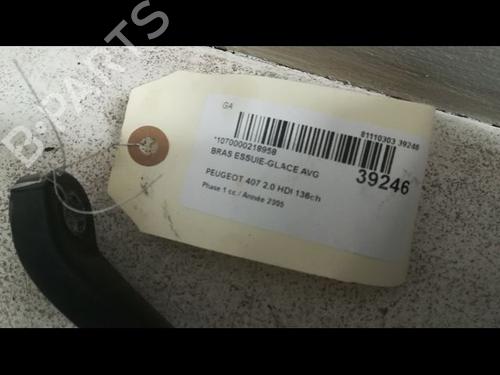 G4
81110303 39246
*1070000218958
BRAS ESSUIE-GLACE AVG
39246
PEUGEOT 407 2.0 HDI 136ch
Phase 1 cc / Année 2005
B-PARTS